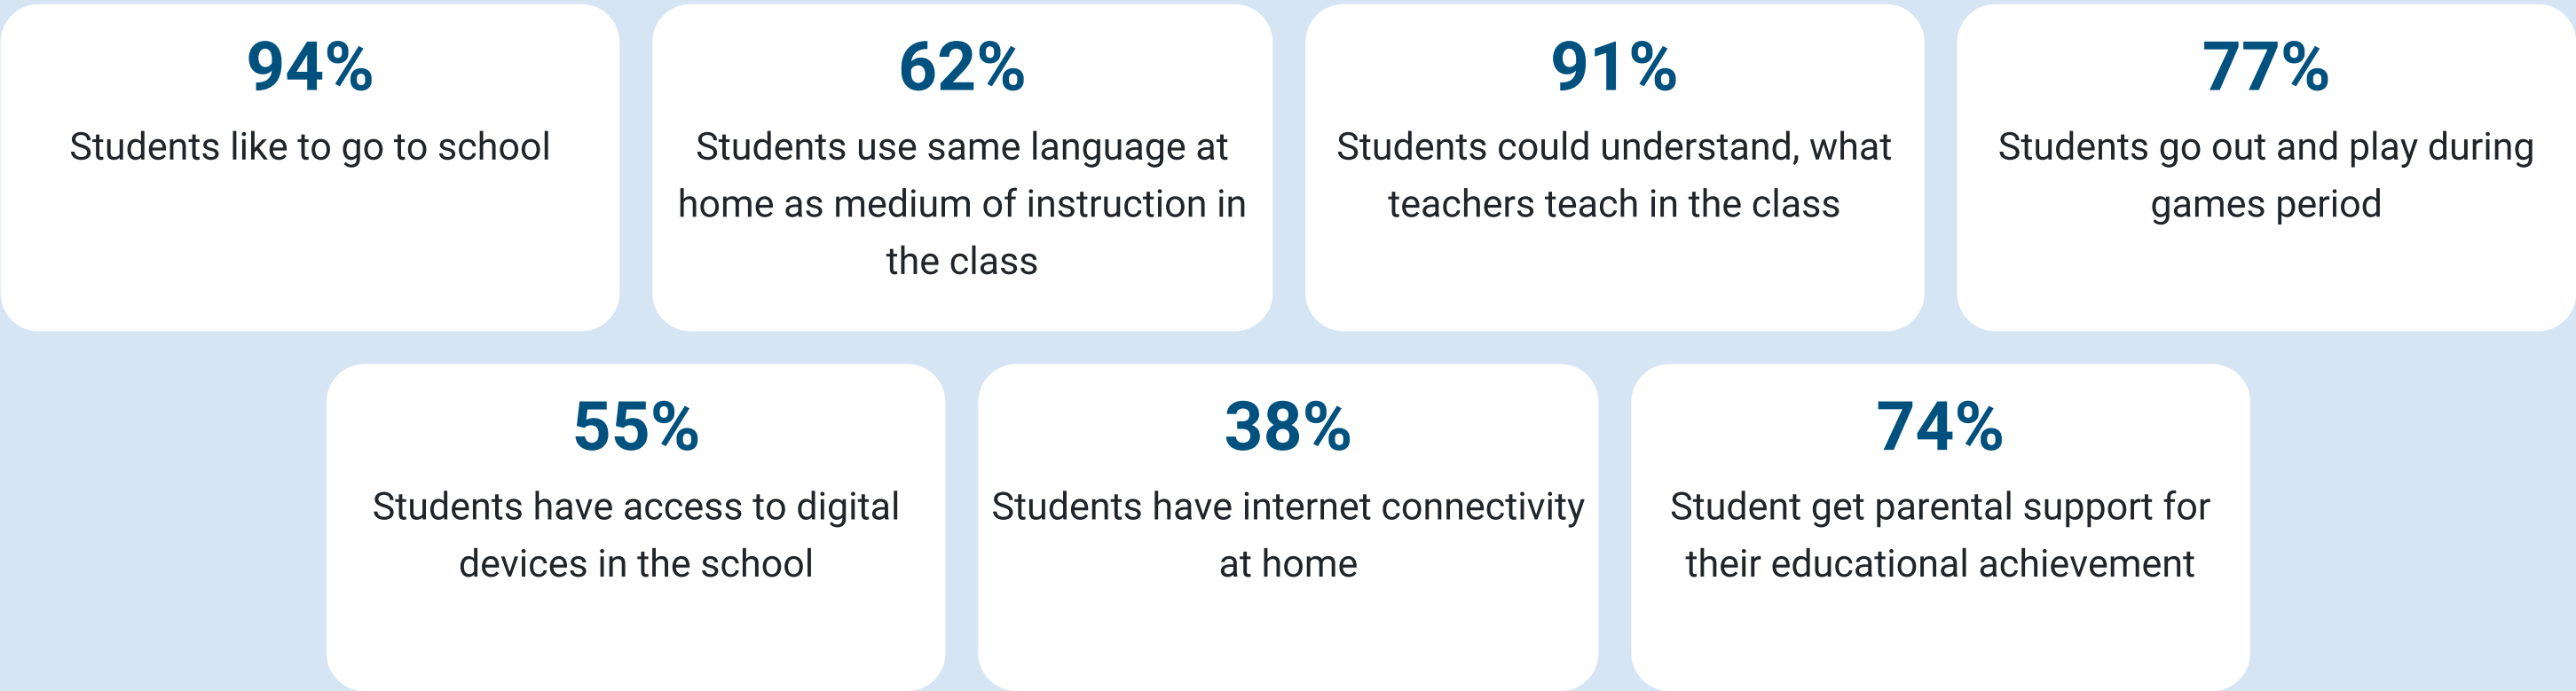 94%
Students like to go to school
62%
Students use same language at
home as medium of instruction in
the class
91%
Students could understand, what
teachers teach in the class
77%
Students go out and play during
games period
55%
Students have access to digital
devices in the school
38%
Students have internet connectivity
at home
74%
Student get parental support for
their educational achievement